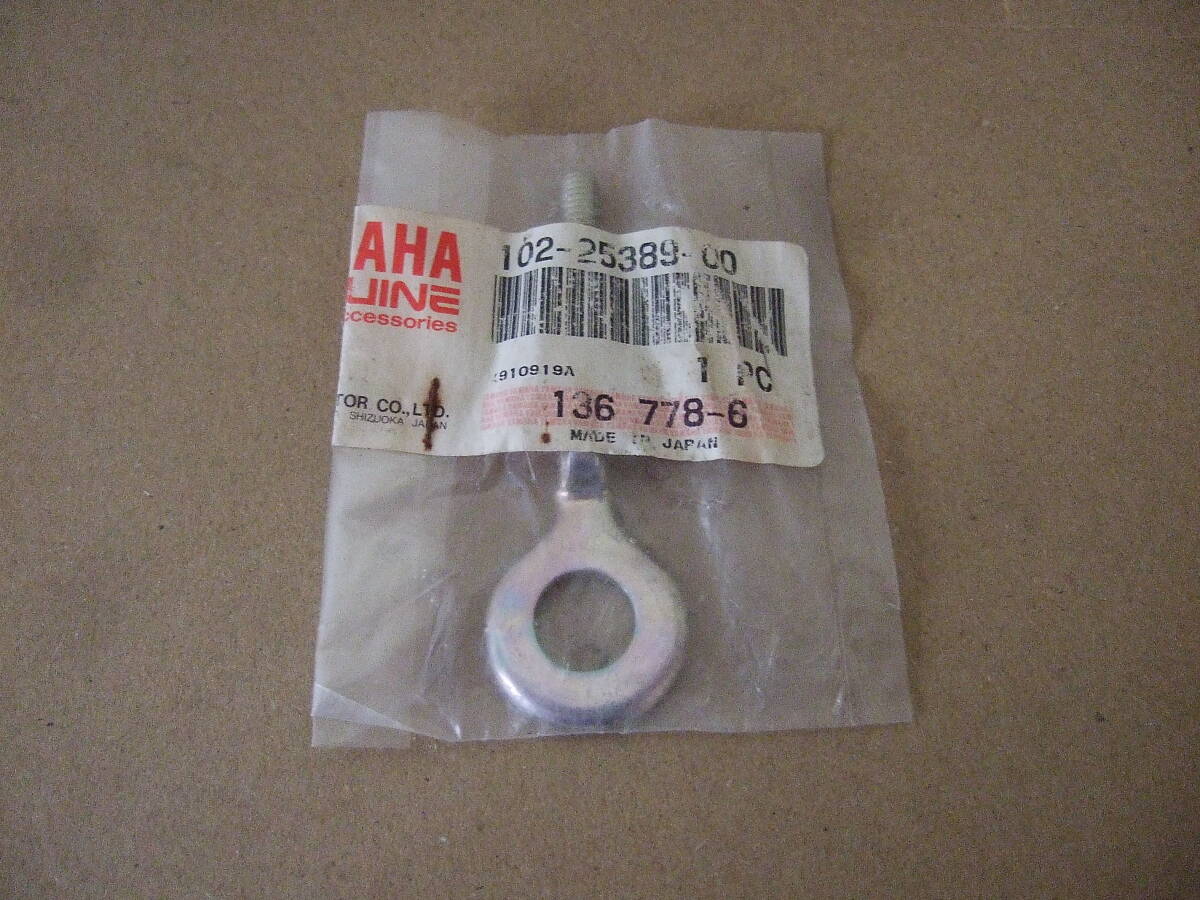 AHA
UINE
ccessories
102-25389-00
910919A
1 PC
TOR CO., LTD.
SHIZUOKA JAPAN
136 778-6
MADE IN JAPAN